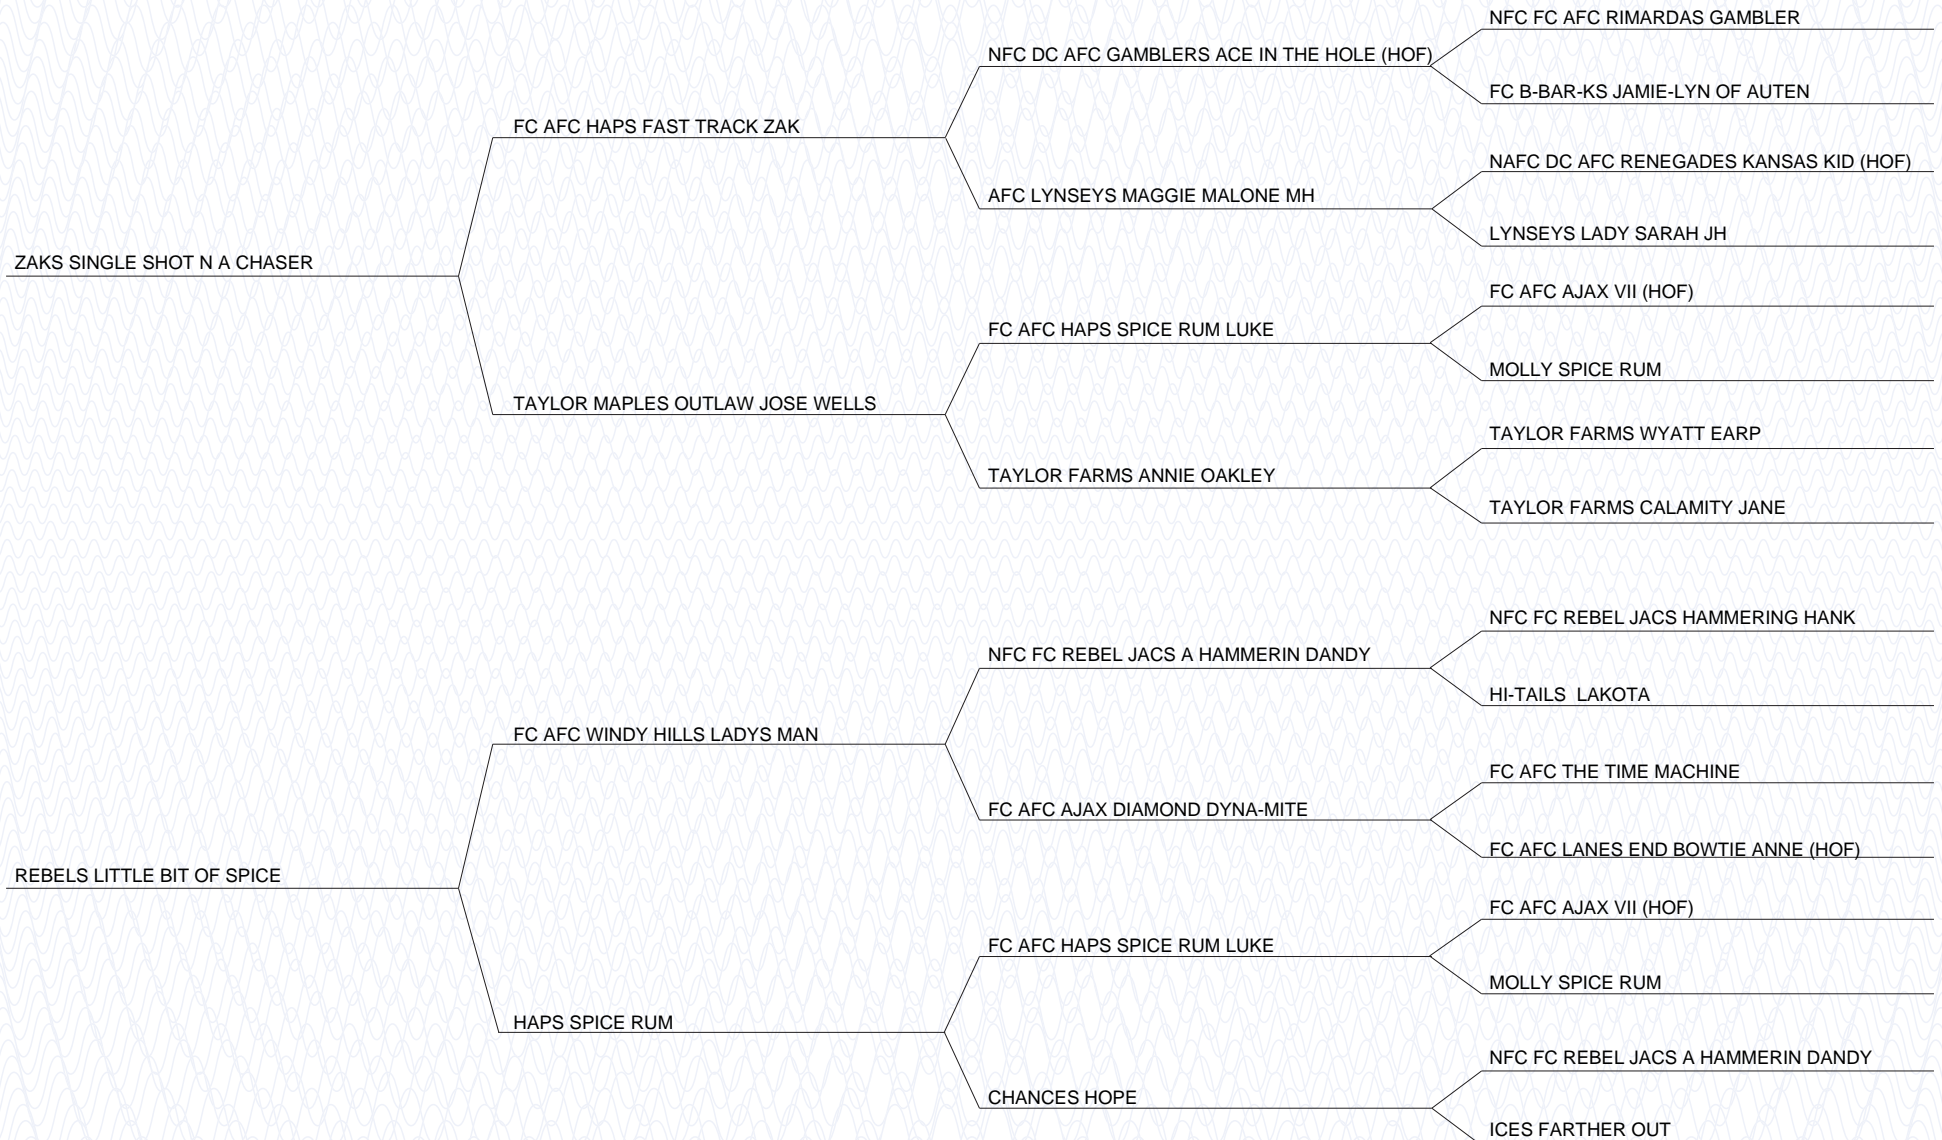 NFC FC AFC RIMARDAS GAMBLER
NFC DC AFC GAMBLERS ACE IN THE HOLE (HOF)
FC B-BAR-KS JAMIE-LYN OF AUTEN
FC AFC HAPS FAST TRACK ZAK
NAFC DC AFC RENEGADES KANSAS KID (HOF)
AFC LYNSEYS MAGGIE MALONE MH
LYNSEYS LADY SARAH JH
ZAKS SINGLE SHOT N A CHASER
FC AFC AJAX VII (HOF)
FC AFC HAPS SPICE RUM LUKE
MOLLY SPICE RUM
TAYLOR MAPLES OUTLAW JOSE WELLS
TAYLOR FARMS WYATT EARP
TAYLOR FARMS ANNIE OAKLEY
TAYLOR FARMS CALAMITY JANE
NFC FC REBEL JACS HAMMERING HANK
NFC FC REBEL JACS A HAMMERIN DANDY
HI-TAILS  LAKOTA
FC AFC WINDY HILLS LADYS MAN
FC AFC THE TIME MACHINE
FC AFC AJAX DIAMOND DYNA-MITE
FC AFC LANES END BOWTIE ANNE (HOF)
REBELS LITTLE BIT OF SPICE
FC AFC AJAX VII (HOF)
FC AFC HAPS SPICE RUM LUKE
MOLLY SPICE RUM
HAPS SPICE RUM
NFC FC REBEL JACS A HAMMERIN DANDY
CHANCES HOPE
ICES FARTHER OUT